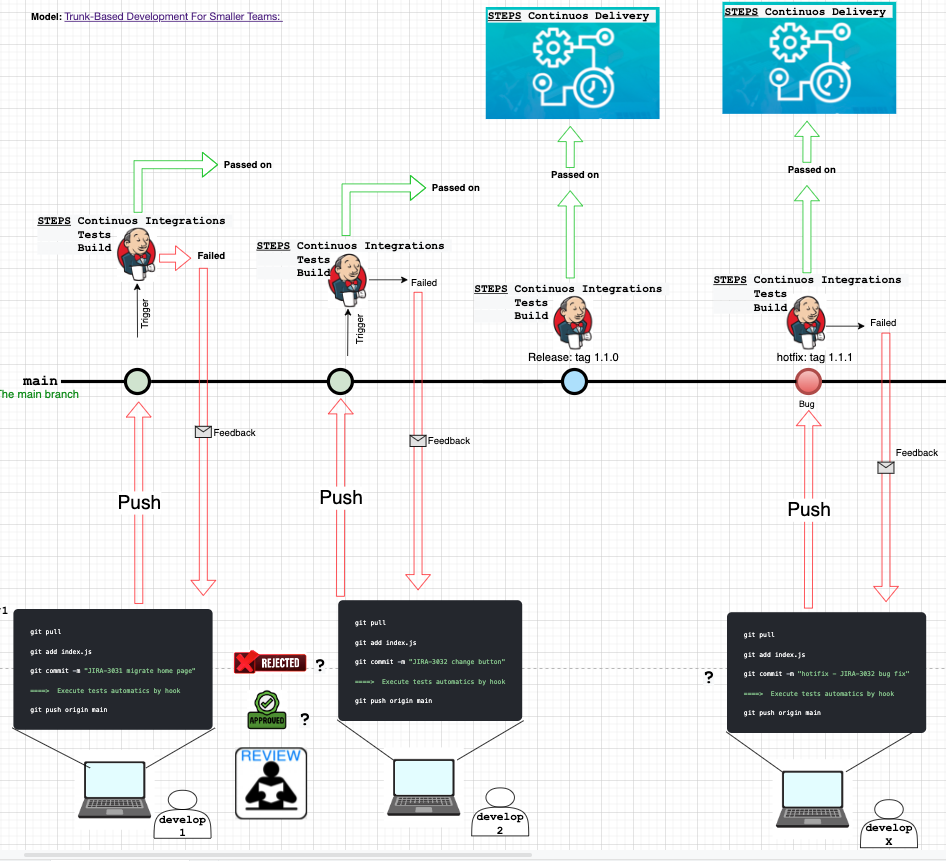 Model: Trunk-Based Development For Smaller Teams:
STEPS Continuos Delivery
STEPS Continuos Delivery
Passed on
Passed on
Passed on
Passed on
STEPS Continuos Integrations
Tests
Build
Failed
Trigger
STEPS Continuos Integrations
Tests
Build
Failed
Trigger
STEPS Continuos Integrations
Tests
Build
Release: tag 1.1.0
STEPS Continuos Integrations
Tests
Build
Failed
hotfix: tag 1.1.1
main
The main branch
Bug
Feedback
Feedback
Feedback
Push
Push
Push
git pull
git add index.js
git commit -m "JIRA-3031 migrate home page"
====> Execute tests automatics by hook
git push origin main
REJECTED ?
APPROVED ?
REVIEW
git pull
git add index.js
git commit -m "JIRA-3032 change button"
====> Execute tests automatics by hook
git push origin main
?
git pull
git add index.js
git commit -m "hotifix - JIRA-3032 bug fix"
====> Execute tests automatics by hook
git push origin main
develop
1
develop
2
develop
X